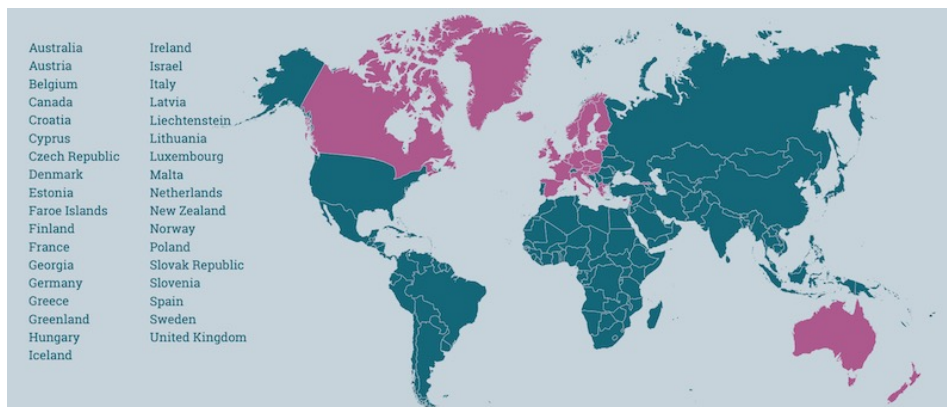 Australia
Austria
Belgium
Canada
Croatia
Cyprus
Czech Republic
Denmark
Estonia
Faroe Islands
Finland
France
Georgia
Germany
Greece
Greenland
Hungary
Iceland
Ireland
Israel
Italy
Latvia
Liechtenstein
Lithuania
Luxembourg
Malta
Netherlands
New Zealand
Norway
Poland
Slovak Republic
Slovenia
Spain
Sweden
United Kingdom